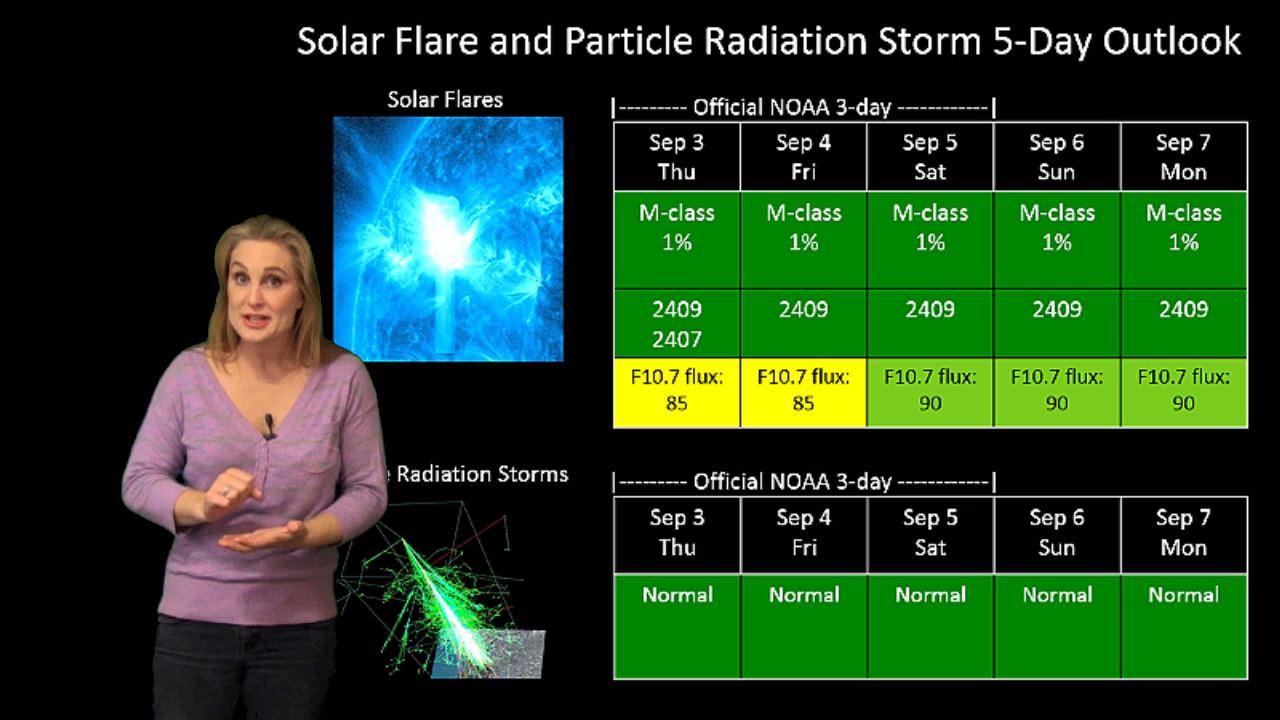 Solar Flare and Particle Radiation Storm 5-Day Outlook
Solar Flares
|--------- Official NOAA 3-day ------------|
Sep 3 Sep 4 Sep 5 Sep 6 Sep 7
Thu Fri Sat Sun Mon
M-class M-class M-class M-class M-class
1% 1% 1% 1% 1%
2409 2409 2409 2409 2409
2407
F10.7 flux: F10.7 flux: F10.7 flux: F10.7 flux: F10.7 flux:
85 85 90 90 90
Radiation Storms
|--------- Official NOAA 3-day ------------|
Sep 3 Sep 4 Sep 5 Sep 6 Sep 7
Thu Fri Sat Sun Mon
Normal Normal Normal Normal Normal